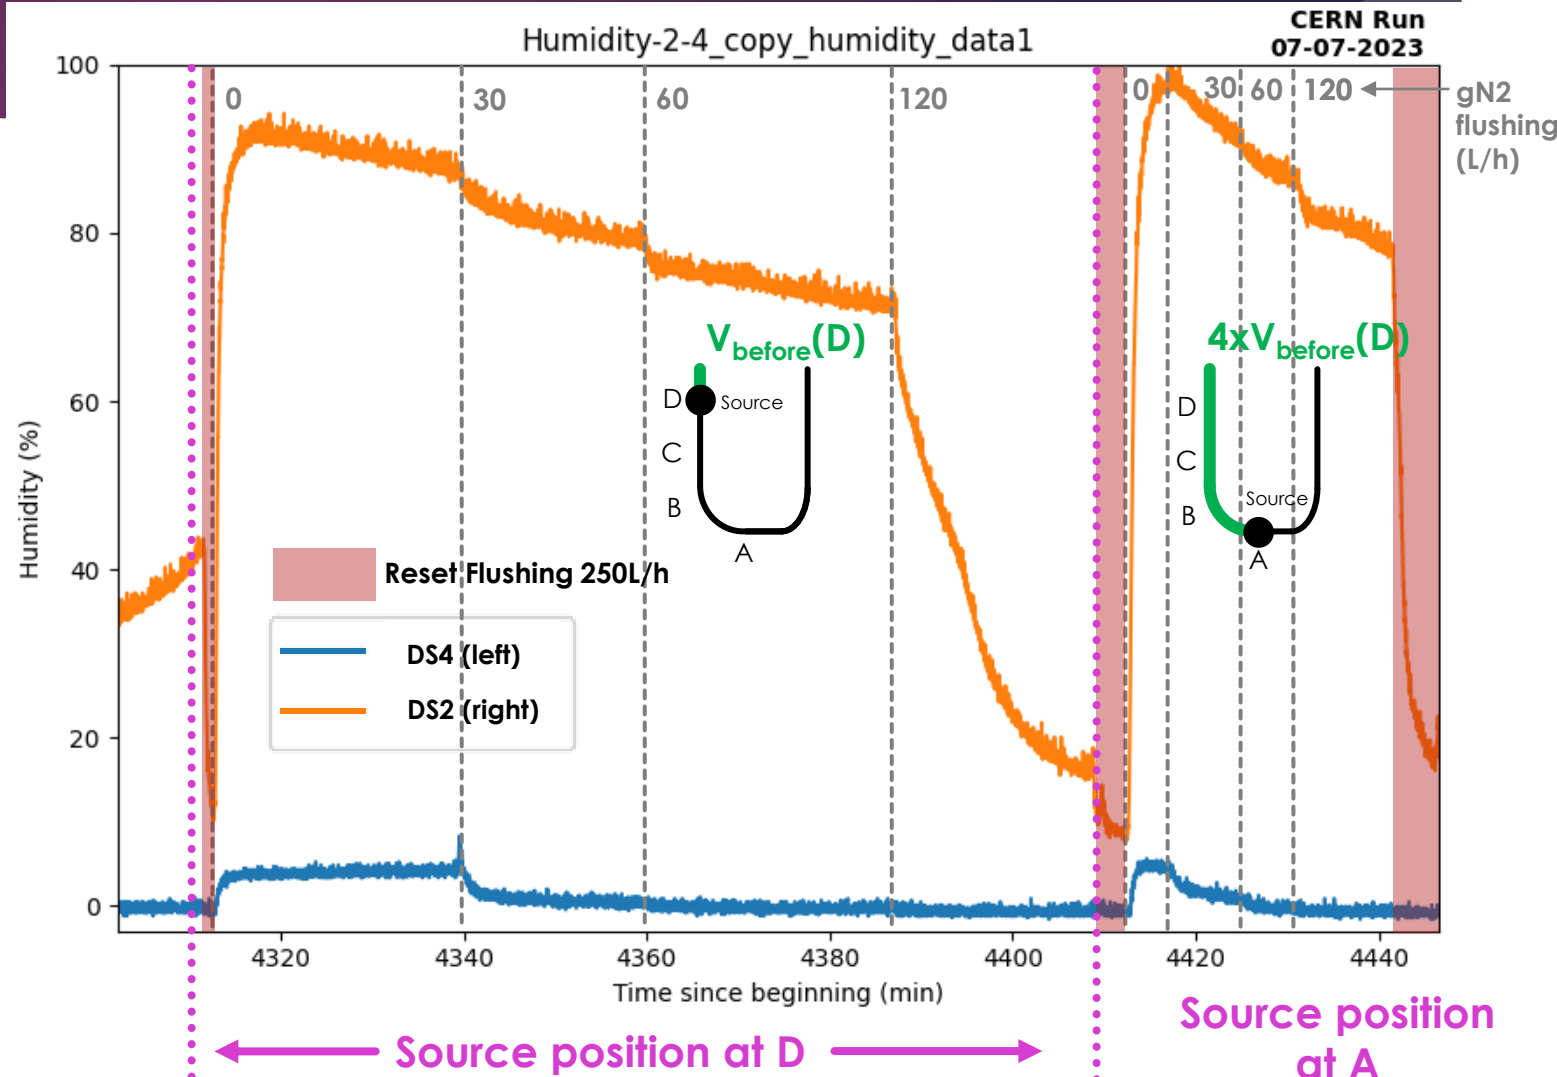 CERN Run
07-07-2023
Humidity-2-4_copy_humidity_data1
0 30 60 120 0 30 60 120 gN2
flushing
(L/h)
100
80
60
40
20
0
Humidity (%)
Vbefore(D)
D Source
C
B
A
4xVbefore(D)
D
C
Source
B
A
Reset Flushing 250L/h
DS4 (left)
DS2 (right)
4320 4340 4360 4380 4400 4420 4440
Time since beginning (min)
Source position at D
Source position
at A